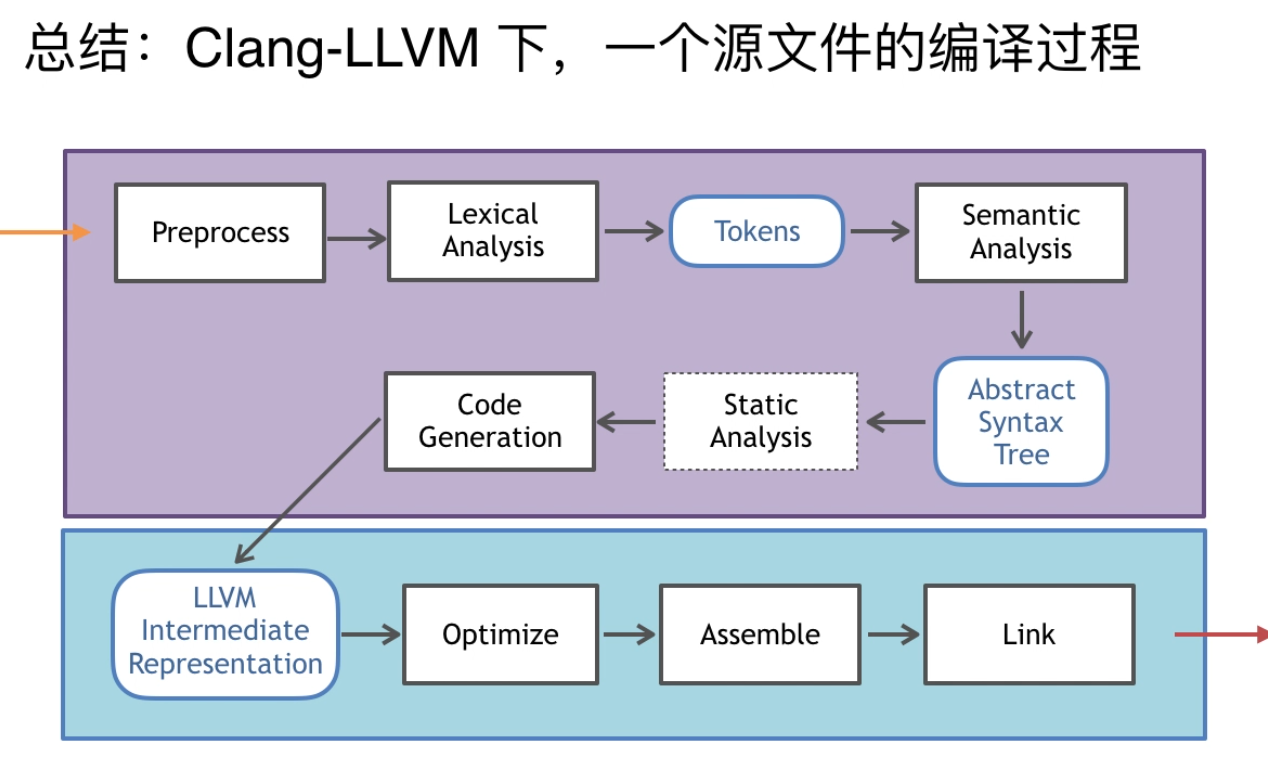 总结：Clang-LLVM 下，一个源文件的编译过程
Preprocess
Lexical
Analysis
Tokens
Semantic
Analysis
Abstract
Syntax
Tree
Static
Analysis
Code
Generation
LLVM
Intermediate
Representation
Optimize
Assemble
Link